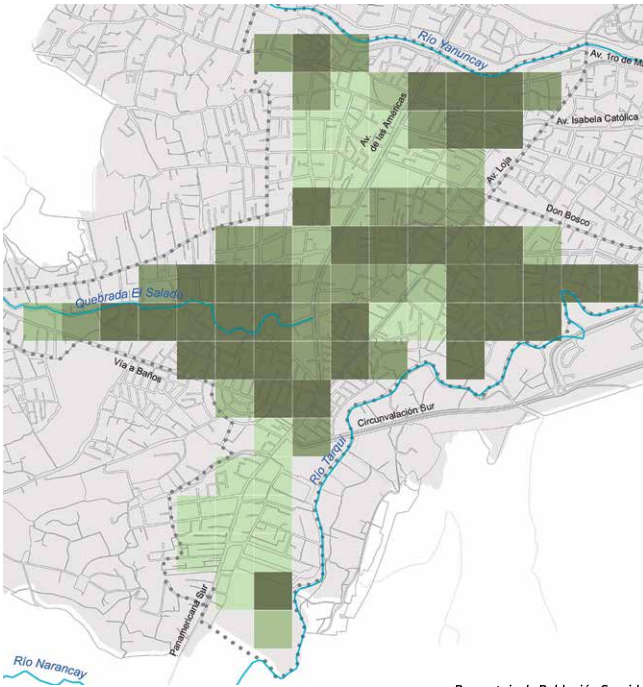 Río Yanuncay
Av. 1ro de M
Av.
de las Américas
Av. Isabela Católica
Av. Loja
Don Bosco
Quebrada El Salado
Vía a Baños
Circunvalación Sur
Río Tarqui
Panamericana Sur
Río Narancay